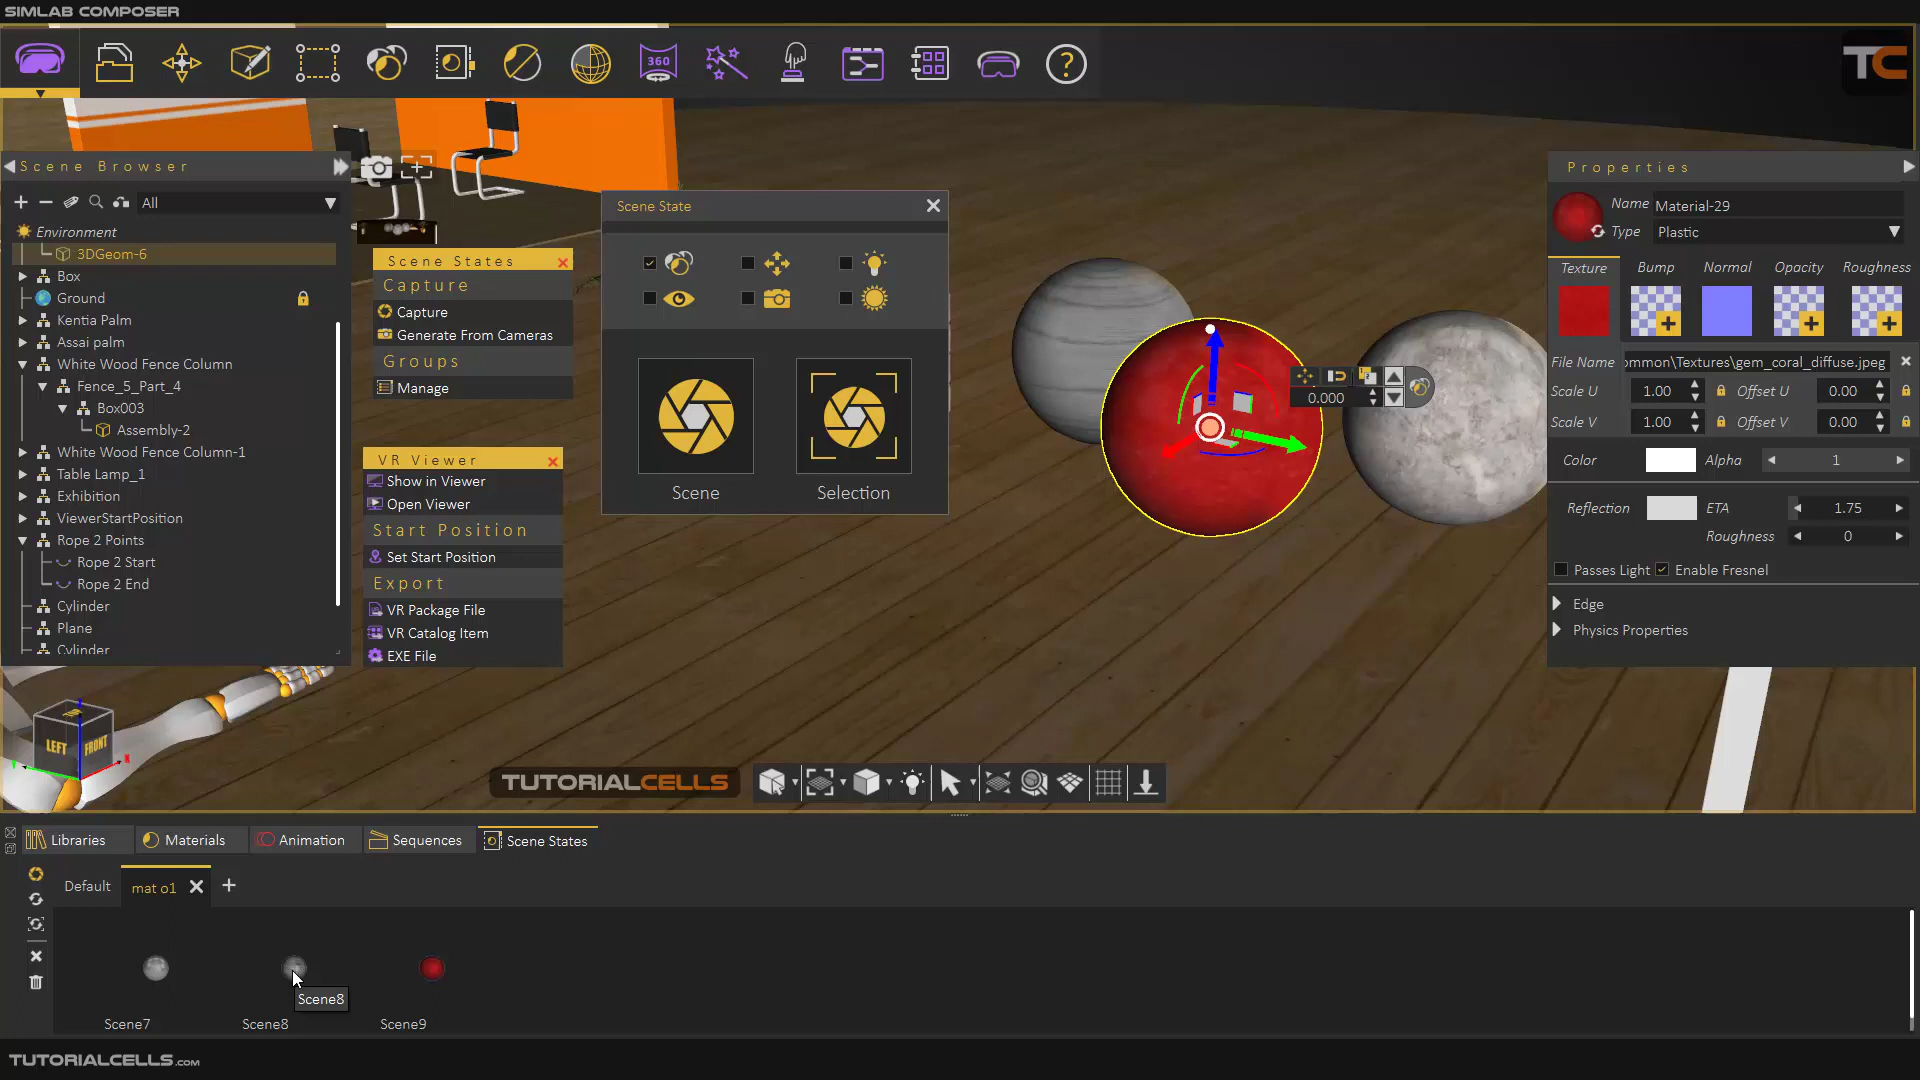 SIMLAB COMPOSER
360
?
TC
Scene Browser
All
Environment
3DGeom-6
Box
Ground
Kentia Palm
Assai palm
White Wood Fence Column
Fence_5_Part_4
Box003
Assembly-2
White Wood Fence Column-1
Table Lamp_1
Exhibition
ViewerStartPosition
Rope 2 Points
Rope 2 Start
Rope 2 End
Cylinder
Plane
Cylinder
Scene States
Capture
Capture
Generate From Cameras
Groups
Manage
VR Viewer
Show in Viewer
Open Viewer
Start Position
Set Start Position
Export
VR Package File
VR Catalog Item
EXE File
Scene State
Scene
Selection
0.000
Properties
Name Material-29
Type Plastic
Texture Bump Normal Opacity Roughness
File Name ommon\Textures\gem_coral_diffuse.jpeg
Scale U 1.00 Offset U 0.00
Scale V 1.00 Offset V 0.00
Color Alpha 1
Reflection ETA 1.75
Roughness 0
Passes Light Enable Fresnel
Edge
Physics Properties
LEFT FRONT
TUTORIALCELLS
Libraries Materials Animation Sequences Scene States
Default mat o1
Scene8
Scene7 Scene8 Scene9
TUTORIALCELLS.COM